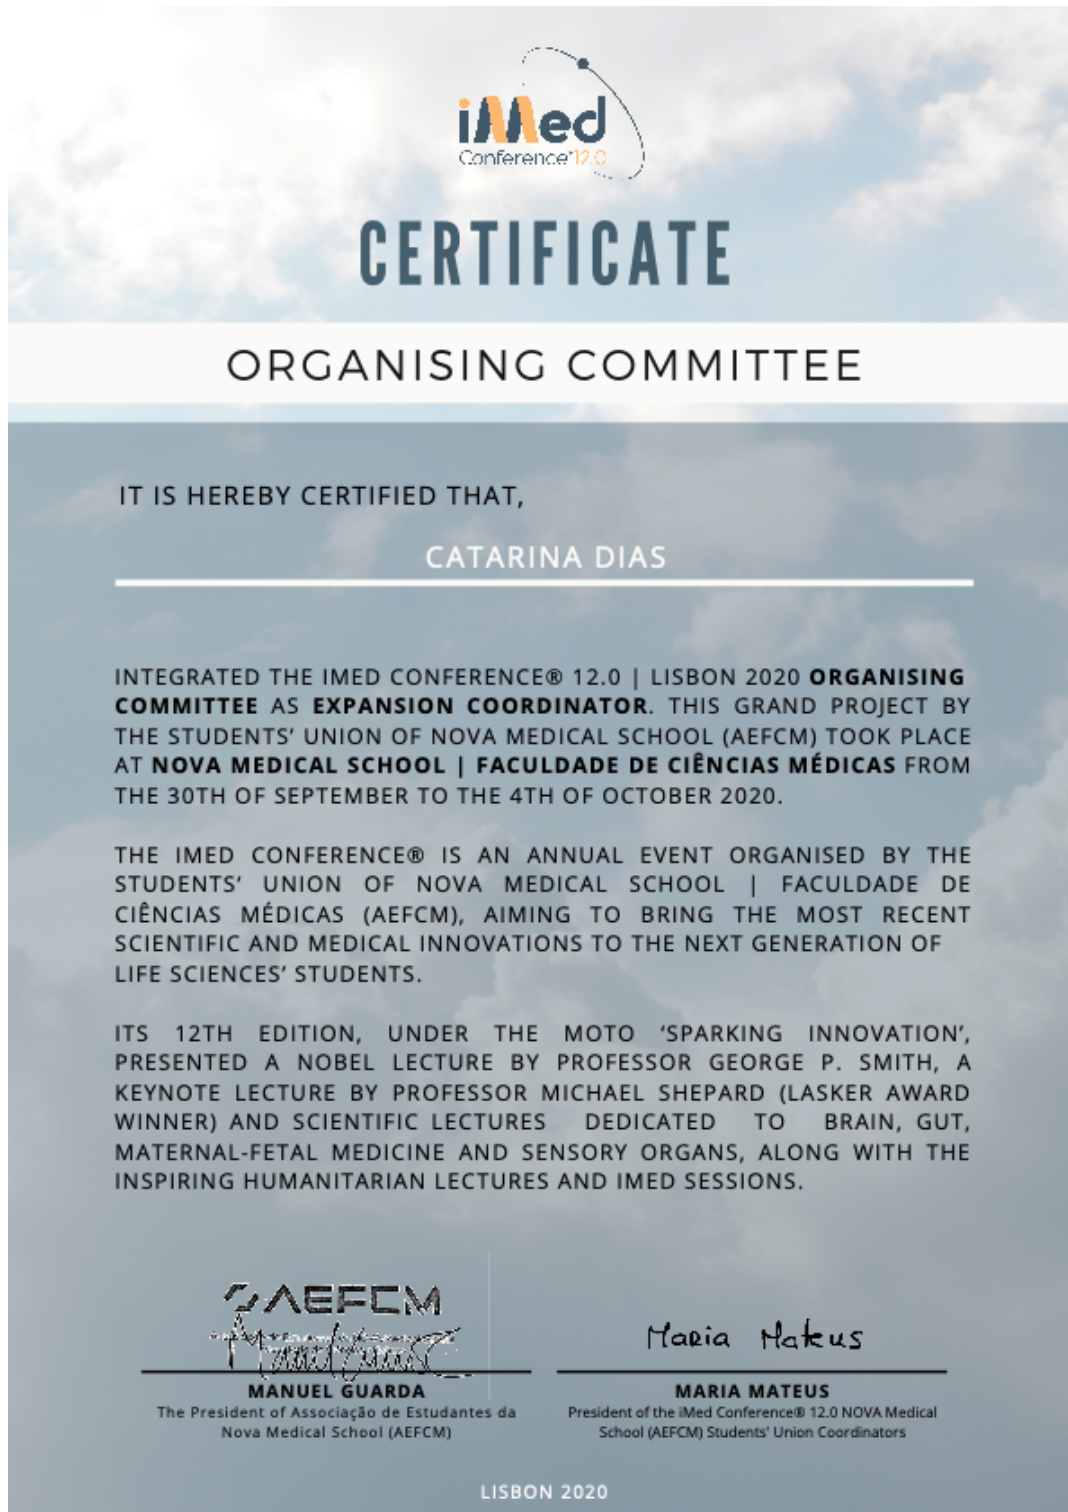 iMed
Conference®12.0
CERTIFICATE
ORGANISING COMMITTEE
IT IS HEREBY CERTIFIED THAT,
CATARINA DIAS
INTEGRATED THE IMED CONFERENCE® 12.0 | LISBON 2020 ORGANISING
COMMITTEE AS EXPANSION COORDINATOR. THIS GRAND PROJECT BY
THE STUDENTS' UNION OF NOVA MEDICAL SCHOOL (AEFCM) TOOK PLACE
AT NOVA MEDICAL SCHOOL | FACULDADE DE CIÊNCIAS MÉDICAS FROM
THE 30TH OF SEPTEMBER TO THE 4TH OF OCTOBER 2020.
THE IMED CONFERENCE® IS AN ANNUAL EVENT ORGANISED BY THE
STUDENTS' UNION OF NOVA MEDICAL SCHOOL | FACULDADE DE
CIÊNCIAS MÉDICAS (AEFCM), AIMING TO BRING THE MOST RECENT
SCIENTIFIC AND MEDICAL INNOVATIONS TO THE NEXT GENERATION OF
LIFE SCIENCES' STUDENTS.
ITS 12TH EDITION, UNDER THE MOTO 'SPARKING INNOVATION',
PRESENTED A NOBEL LECTURE BY PROFESSOR GEORGE P. SMITH, A
KEYNOTE LECTURE BY PROFESSOR MICHAEL SHEPARD (LASKER AWARD
WINNER) AND SCIENTIFIC LECTURES DEDICATED TO BRAIN, GUT,
MATERNAL-FETAL MEDICINE AND SENSORY ORGANS, ALONG WITH THE
INSPIRING HUMANITARIAN LECTURES AND IMED SESSIONS.
AEFCM
Maria Mateus
MANUEL GUARDA
The President of Associação de Estudantes da
Nova Medical School (AEFCM)
MARIA MATEUS
President of the iMed Conference® 12.0 NOVA Medical
School (AEFCM) Students' Union Coordinators
LISBON 2020